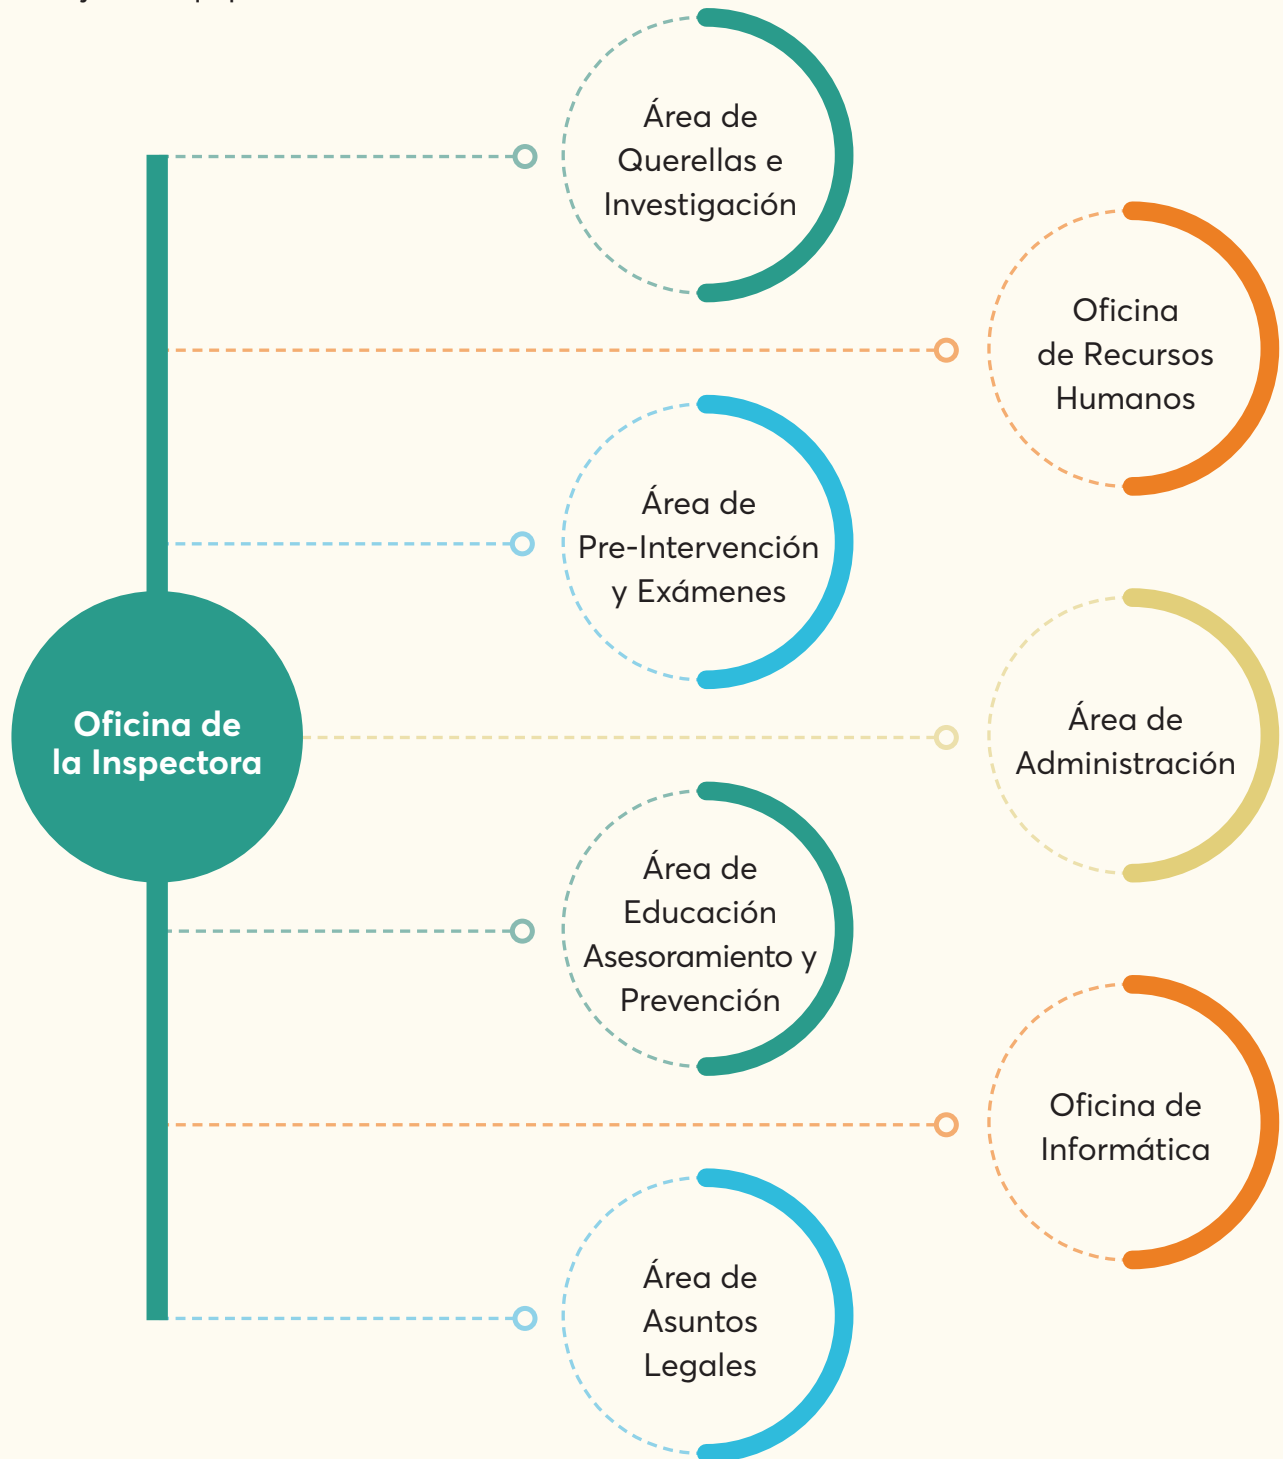 Área de
Querellas e
Investigación
Oficina
de Recursos
Humanos
Área de
Pre-Intervención
y Exámenes
Oficina de
la Inspectora
Área de
Administración
Área de
Educación
Asesoramiento y
Prevención
Oficina de
Informática
Área de
Asuntos
Legales